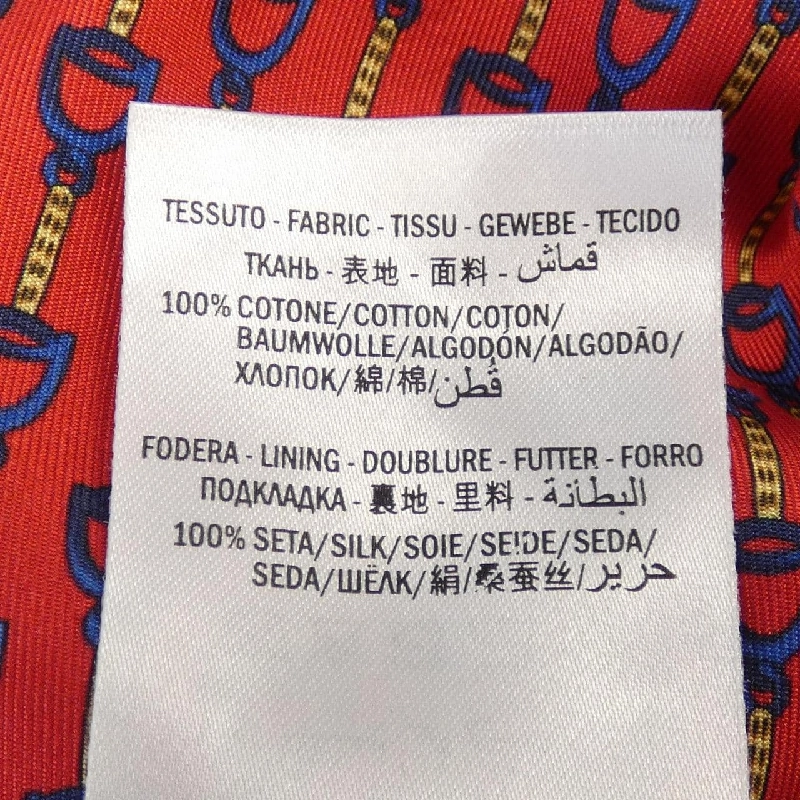 TESSUTO - FABRIC - TISSU - GEWEBE - TECIDO
ТКАНЬ - 表地 - 面料 - قماش
100% COTONE/COTTON/COTON/
BAUMWOLLE/ALGODÓN/ALGODÃO/
ХЛОПОК/綿/棉/قُطن
FODERA - LINING - DOUBLURE - FUTTER - FORRO
ПОДКЛАДКА - 裏地 - 里料 - البطانة
100% SETA/SILK/SOIE/SEIDE/SEDA/
SEDA/ШЁЛК/絹/桑蚕丝/حرير